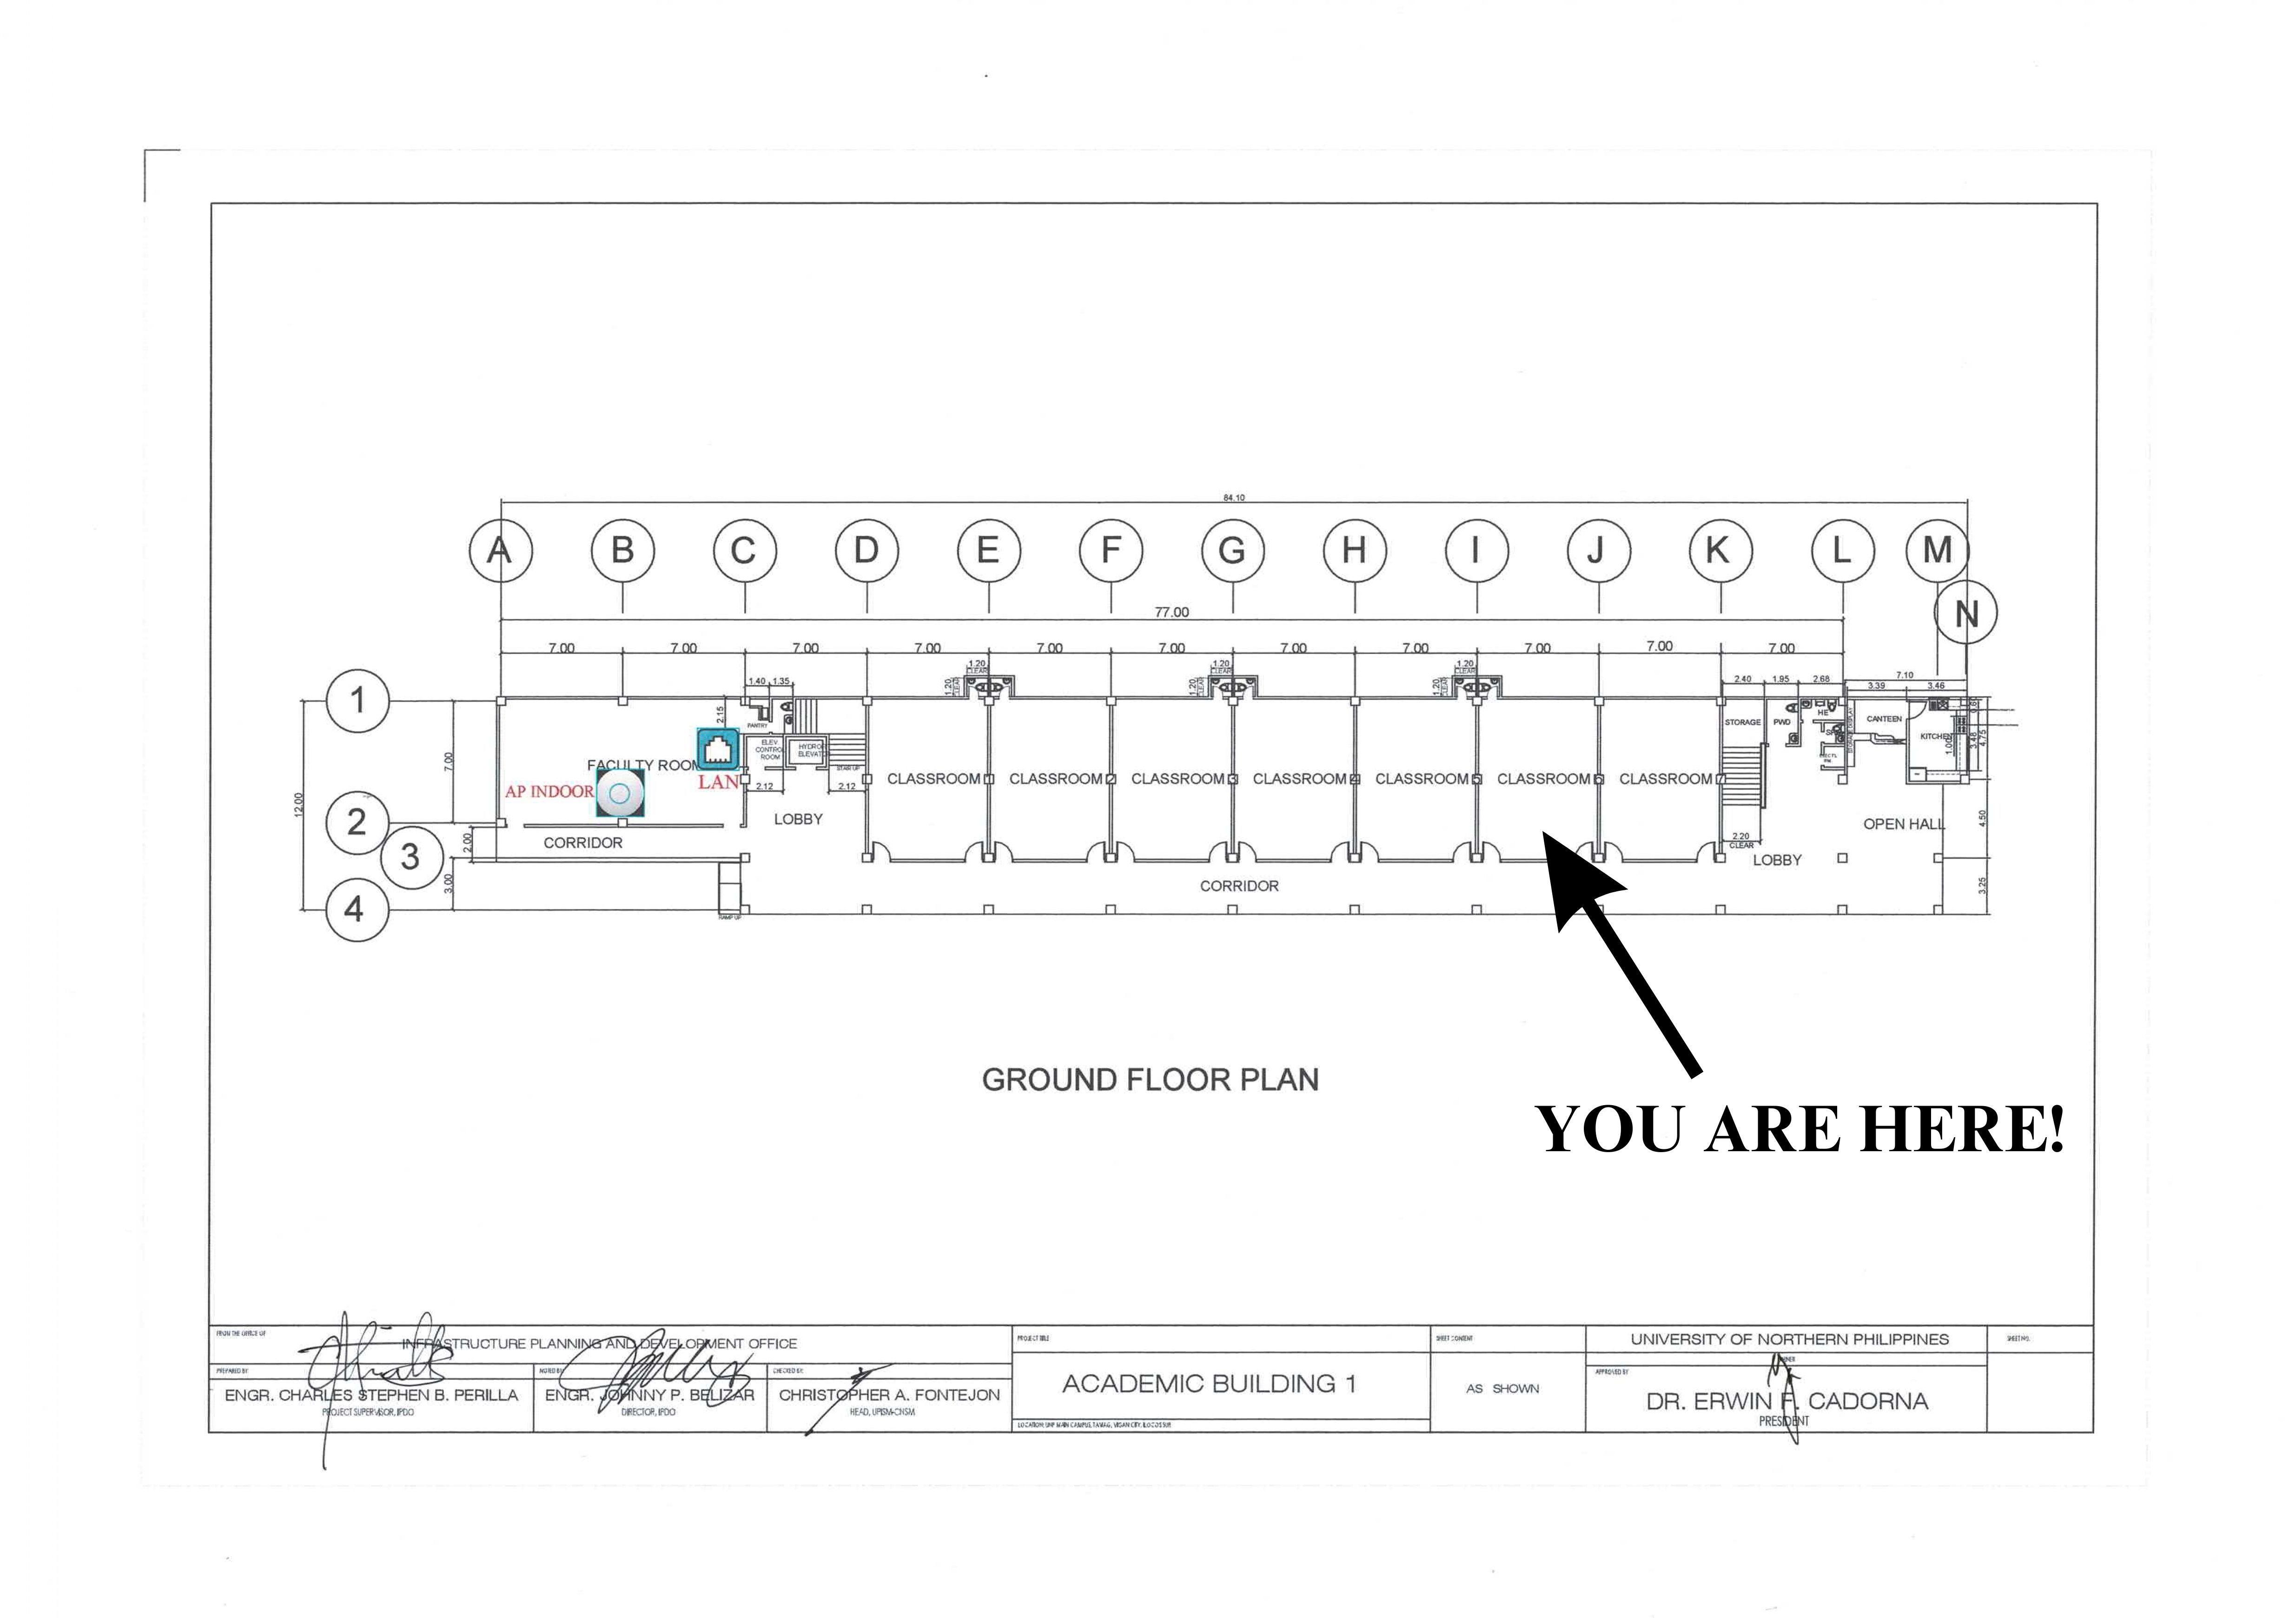 84.10
A B C D E F G H I J K L M
N
77.00
7.00 7.00 7.00 7.00 7.00 7.00 7.00 7.00 7.00 7.00 7.00
1.20 CLEAR 1.20 CLEAR 1.20 CLEAR
1.20 CLEAR 1.20 CLEAR 1.20 CLEAR
1.40 1.35
2.40 1.95 2.68
7.10
3.39 3.46
1
2
3
4
12.00
7.00
2.00
3.00
2.15
PANTRY
FACULTY ROOM
AP INDOOR
LAN
ELEV. CONTROL ROOM
STAIR UP
2.12 2.12
LOBBY
CORRIDOR
RAMP UP
CLASSROOM 1 CLASSROOM 2 CLASSROOM 3 CLASSROOM 4 CLASSROOM 5 CLASSROOM 6 CLASSROOM 7
CORRIDOR
STORAGE PWD HE
CANTEEN
KITCHEN
1.00
4.75
2.20
CLEAR
LOBBY
OPEN HALL
4.50
3.25
GROUND FLOOR PLAN
YOU ARE HERE!
FROM THE OFFICE OF
INFRASTRUCTURE PLANNING AND DEVELOPMENT OFFICE
PREPARED BY:
ENGR. CHARLES STEPHEN B. PERILLA
PROJECT SUPERVISOR, IPDO
NOTED BY:
ENGR. JOHNNY P. BELIZAR
DIRECTOR, IPDO
CHECKED BY:
CHRISTOPHER A. FONTEJON
HEAD, UPISM-CNSM
PROJECT TITLE
ACADEMIC BUILDING 1
LOCATION: UNP MAIN CAMPUS, TAMAG, VIGAN CITY, ILOCOS SUR
SHEET CONTENT
AS SHOWN
UNIVERSITY OF NORTHERN PHILIPPINES
OWNER
APPROVED BY
DR. ERWIN F. CADORNA
PRESIDENT
SHEET NO.